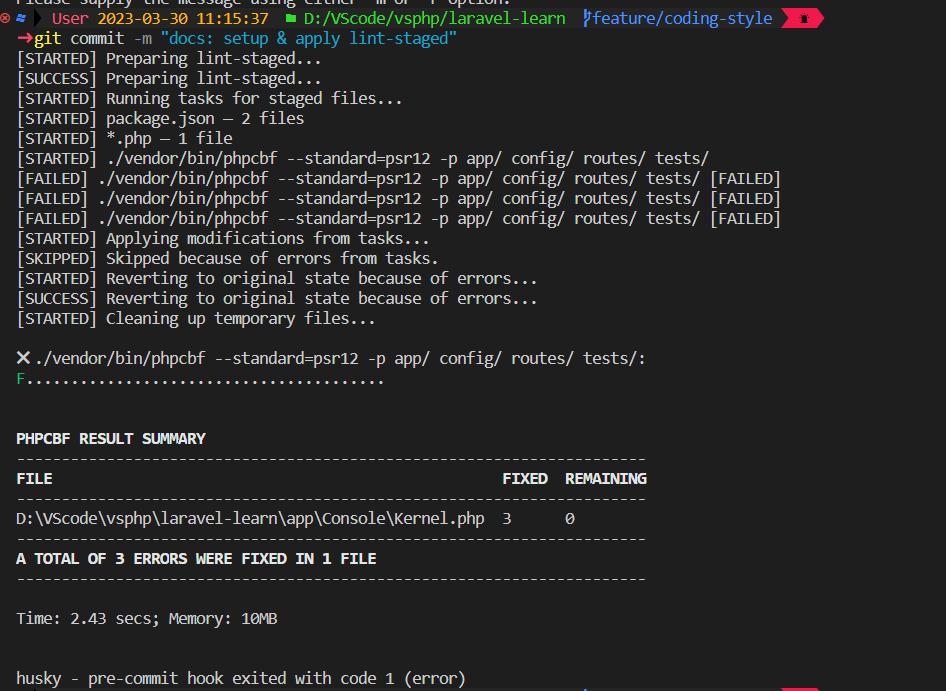 User 2023-03-30 11:15:37 D:/VScode/vsphp/laravel-learn feature/coding-style
→git commit -m "docs: setup & apply lint-staged"
[STARTED] Preparing lint-staged...
[SUCCESS] Preparing lint-staged...
[STARTED] Running tasks for staged files...
[STARTED] package.json — 2 files
[STARTED] *.php — 1 file
[STARTED] ./vendor/bin/phpcbf --standard=psr12 -p app/ config/ routes/ tests/
[FAILED] ./vendor/bin/phpcbf --standard=psr12 -p app/ config/ routes/ tests/ [FAILED]
[FAILED] ./vendor/bin/phpcbf --standard=psr12 -p app/ config/ routes/ tests/ [FAILED]
[FAILED] ./vendor/bin/phpcbf --standard=psr12 -p app/ config/ routes/ tests/ [FAILED]
[STARTED] Applying modifications from tasks...
[SKIPPED] Skipped because of errors from tasks.
[STARTED] Reverting to original state because of errors...
[SUCCESS] Reverting to original state because of errors...
[STARTED] Cleaning up temporary files...
✖ ./vendor/bin/phpcbf --standard=psr12 -p app/ config/ routes/ tests/:
F........................................
PHPCBF RESULT SUMMARY
----------------------------------------------------------------------
FILE FIXED REMAINING
----------------------------------------------------------------------
D:\VScode\vsphp\laravel-learn\app\Console\Kernel.php 3 0
----------------------------------------------------------------------
A TOTAL OF 3 ERRORS WERE FIXED IN 1 FILE
----------------------------------------------------------------------
Time: 2.43 secs; Memory: 10MB
husky - pre-commit hook exited with code 1 (error)